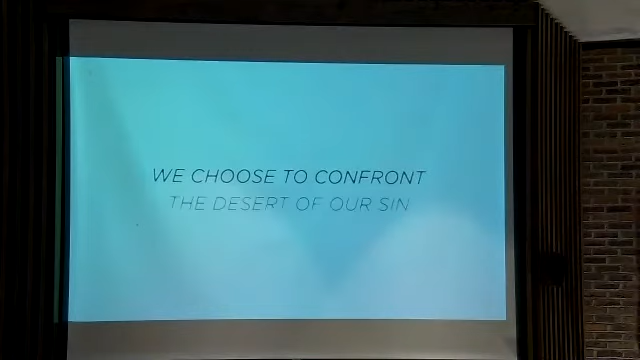 WE CHOOSE TO CONFRONT
THE DESERT OF OUR SIN